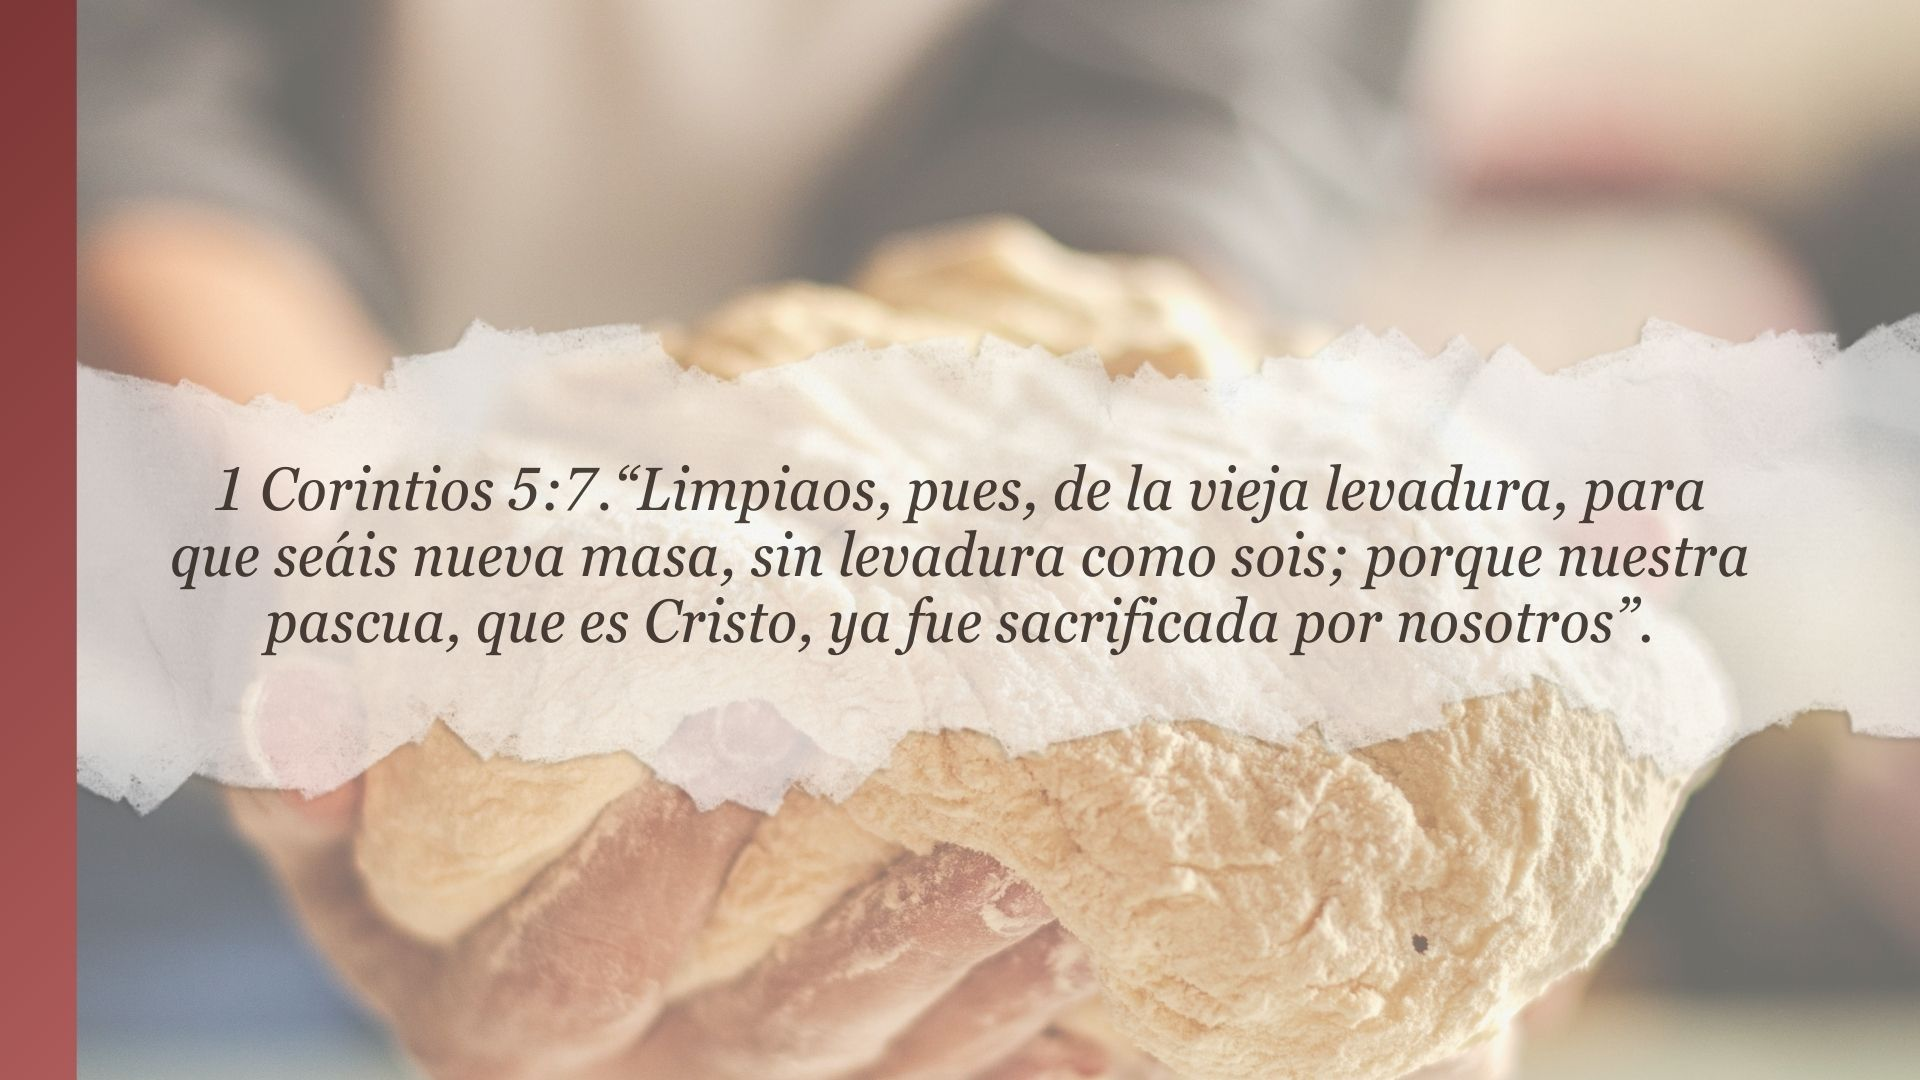 1 Corintios 5:7.“Limpiaos, pues, de la vieja levadura, para
que seáis nueva masa, sin levadura como sois; porque nuestra
pascua, que es Cristo, ya fue sacrificada por nosotros”.